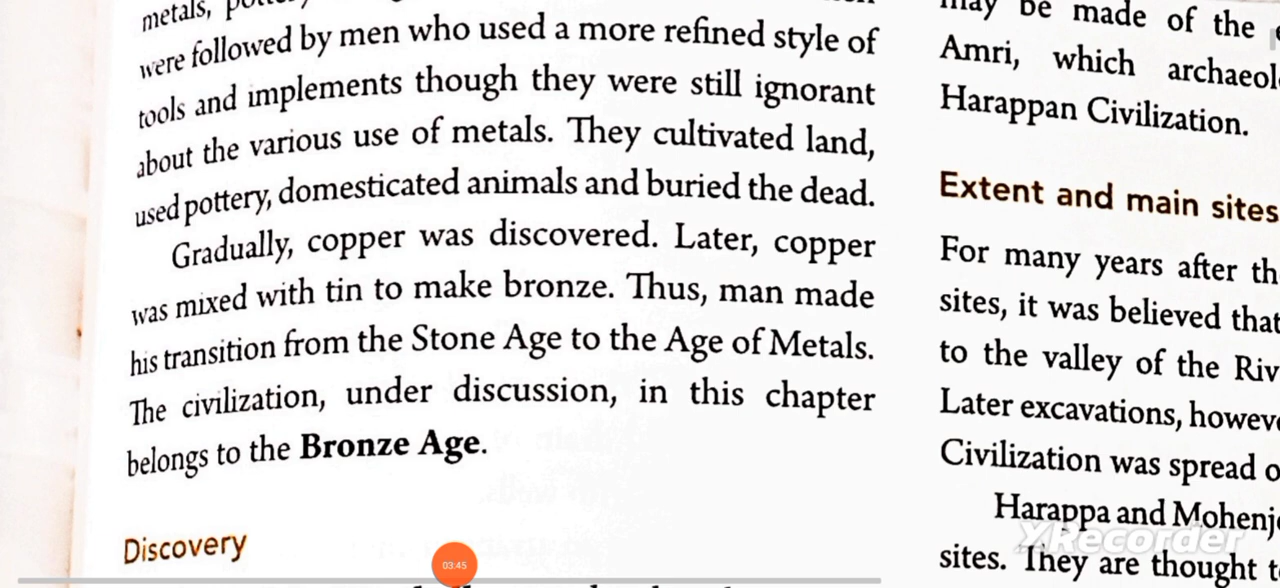 metals,
were followed by men who used a more refined style of
tools and implements though they were still ignorant
about the various use of metals. They cultivated land,
used pottery, domesticated animals and buried the dead.
Gradually, copper was discovered. Later, copper
was mixed with tin to make bronze. Thus, man made
his transition from the Stone Age to the Age of Metals.
The civilization, under discussion, in this chapter
belongs to the Bronze Age.
Discovery
may be made of the
Amri, which archaeol
Harappan Civilization.
Extent and main sites
For many years after th
sites, it was believed that
to the valley of the Riv
Later excavations, howeve
Civilization was spread o
Harappa and Mohenj
sites. They are thought t
03:45
XRecorder